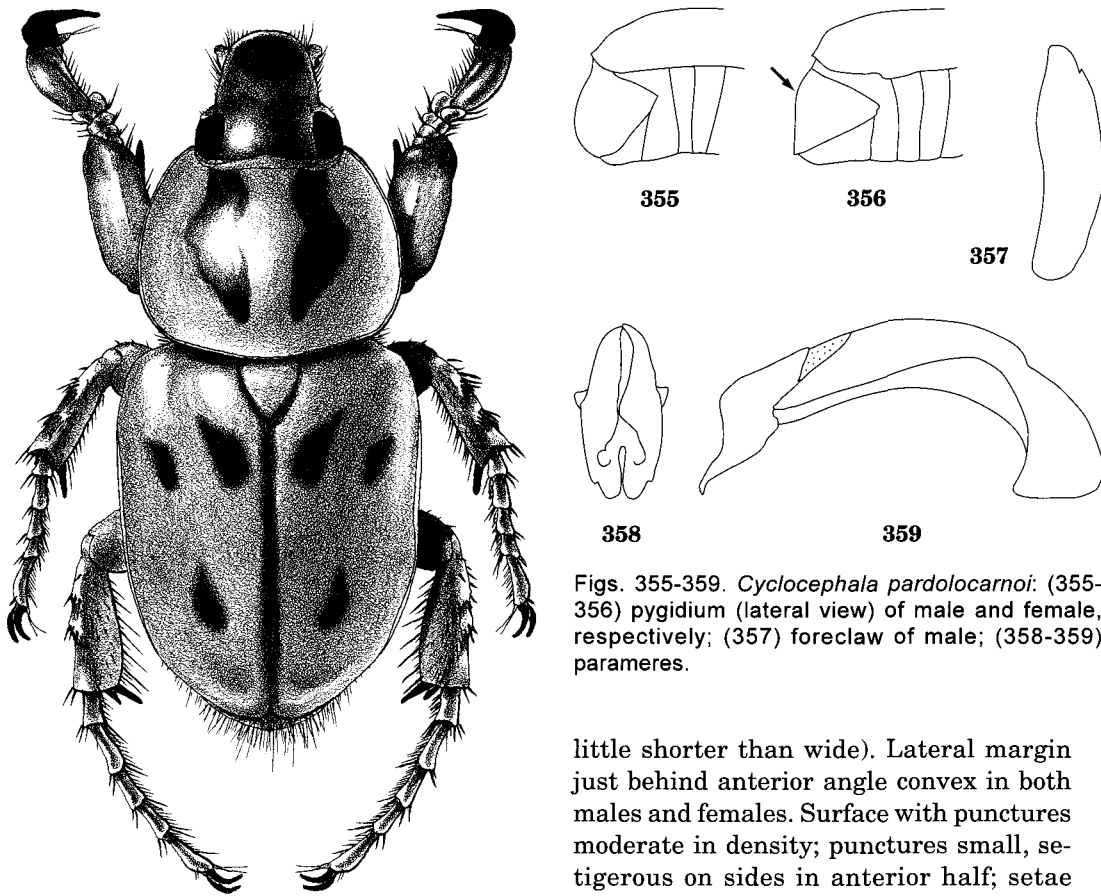 355
356
357
358
359
Figs. 355-359. Cyclocephala pardolocarnoi: (355-
356) pygidium (lateral view) of male and female,
respectively; (357) foreclaw of male; (358-359)
parameres.
little shorter than wide). Lateral margin
just behind anterior angle convex in both
males and females. Surface with punctures
moderate in density; punctures small, se-
tigerous on sides in anterior half; setae